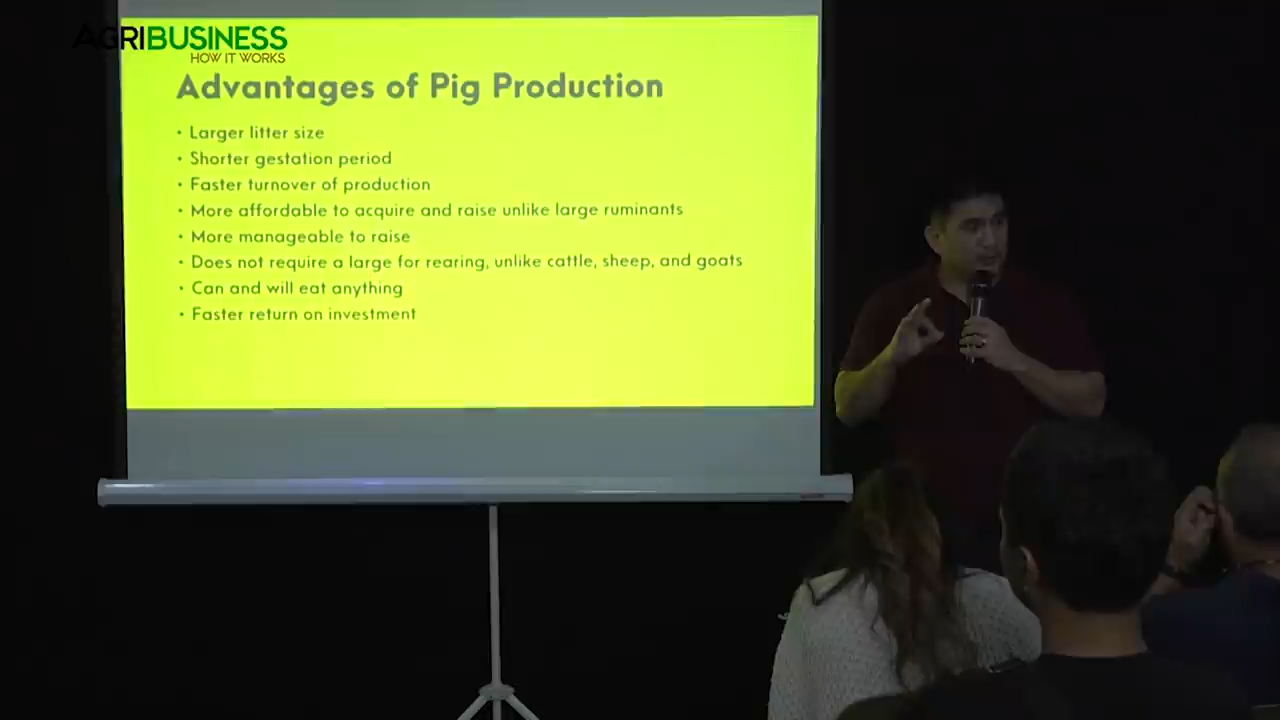 AGRIBUSINESS
HOW IT WORKS
Advantages of Pig Production
• Larger litter size
• Shorter gestation period
• Faster turnover of production
• More affordable to acquire and raise unlike large ruminants
• More manageable to raise
• Does not require a large for rearing, unlike cattle, sheep, and goats
• Can and will eat anything
• Faster return on investment